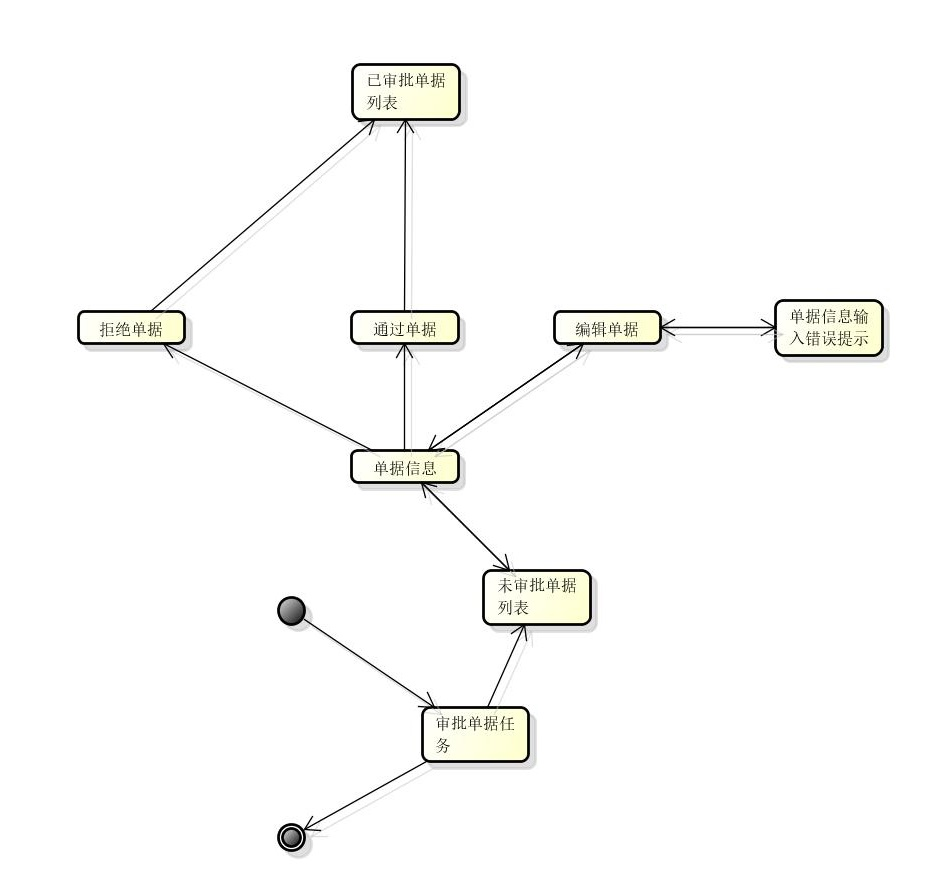 已审批单据
列表
拒绝单据
通过单据
编辑单据
单据信息输
入错误提示
单据信息
未审批单据
列表
审批单据任
务